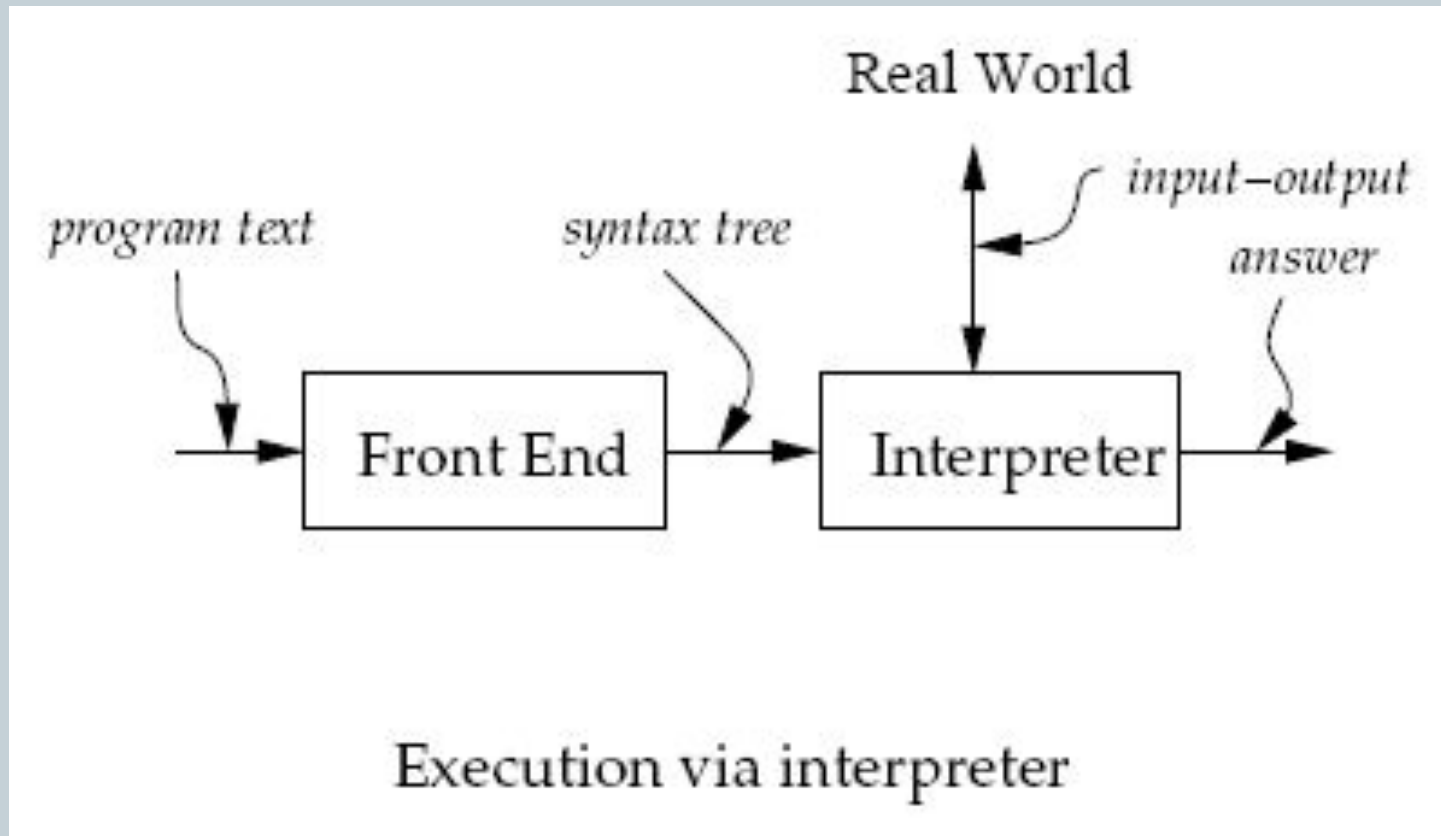 Real World
input–output
program text
syntax tree
answer
Front End
Interpreter
Execution via interpreter